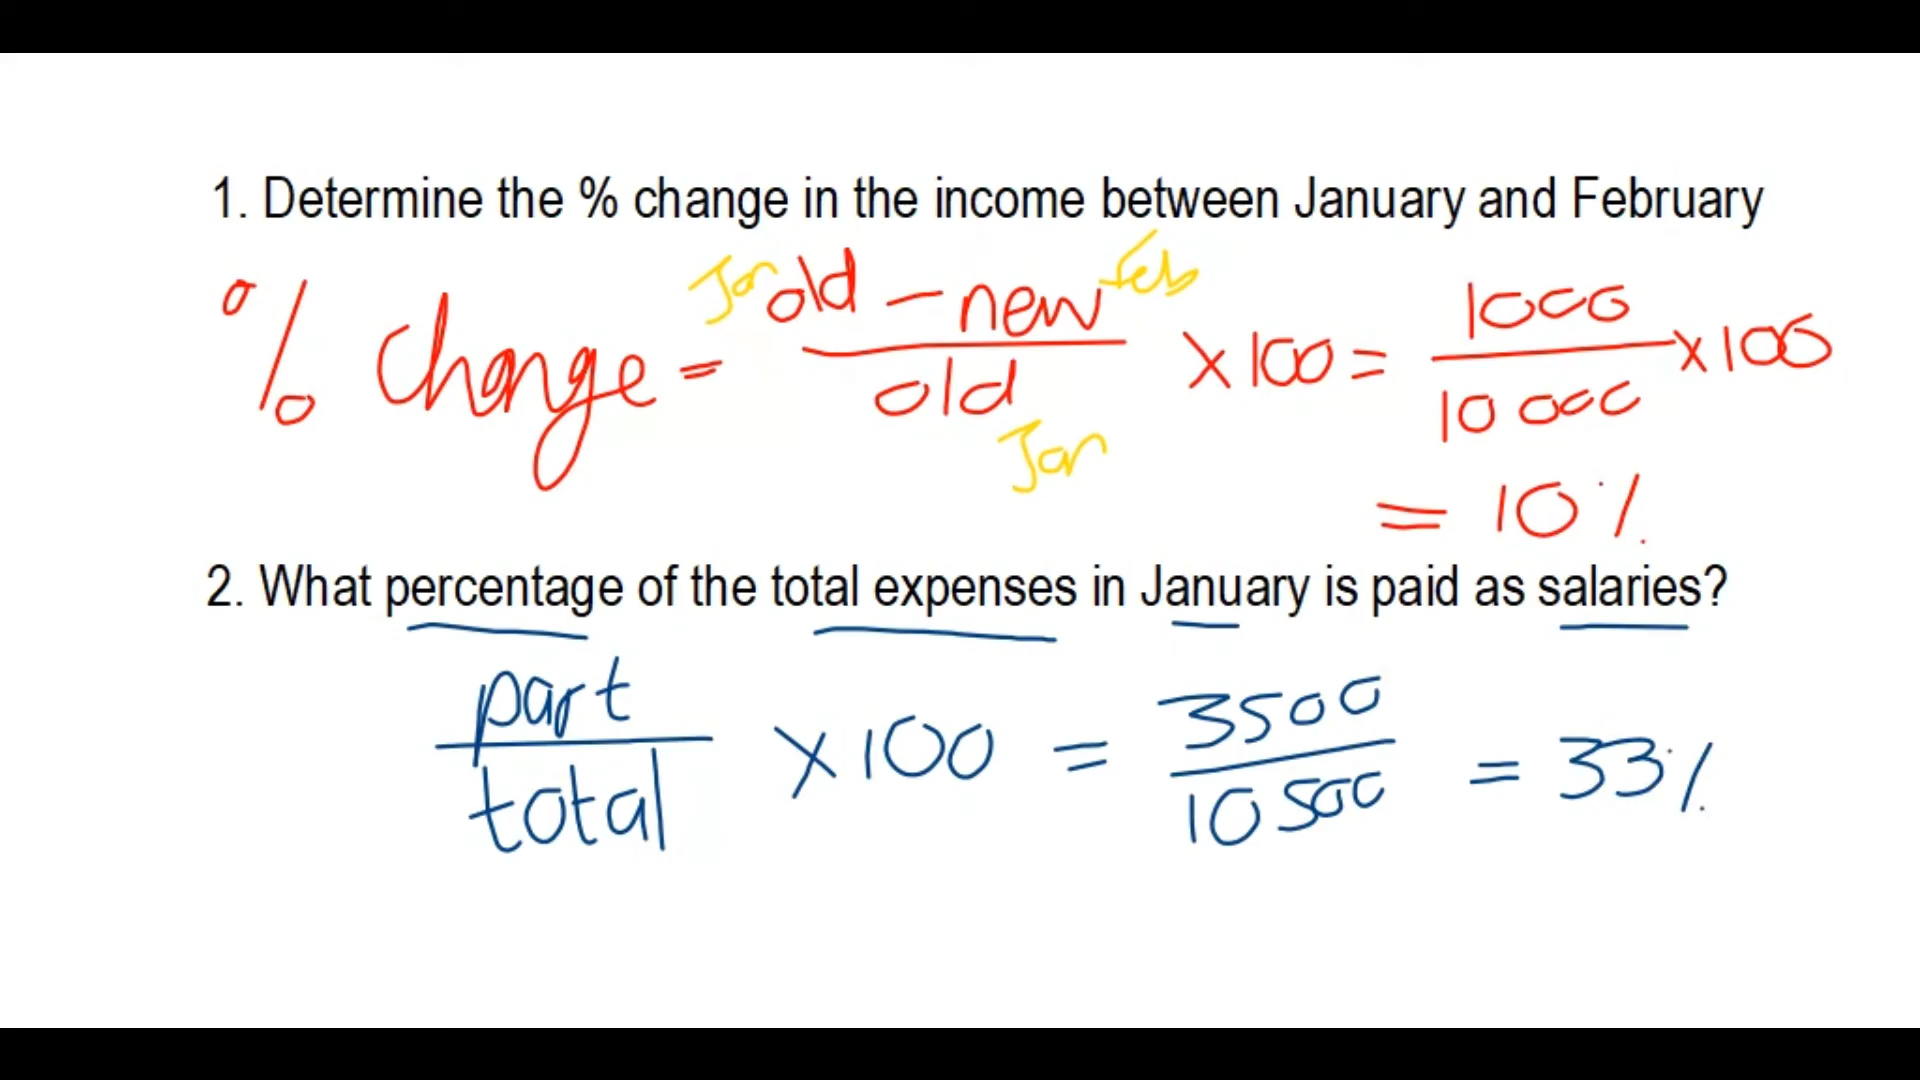 1. Determine the % change in the income between January and February
% change = Jan old - new Feb × 100 = 1000 × 100
old 10 000
Jan
= 10%
2. What percentage of the total expenses in January is paid as salaries?
part × 100 = 3500 = 33%
total 10 500